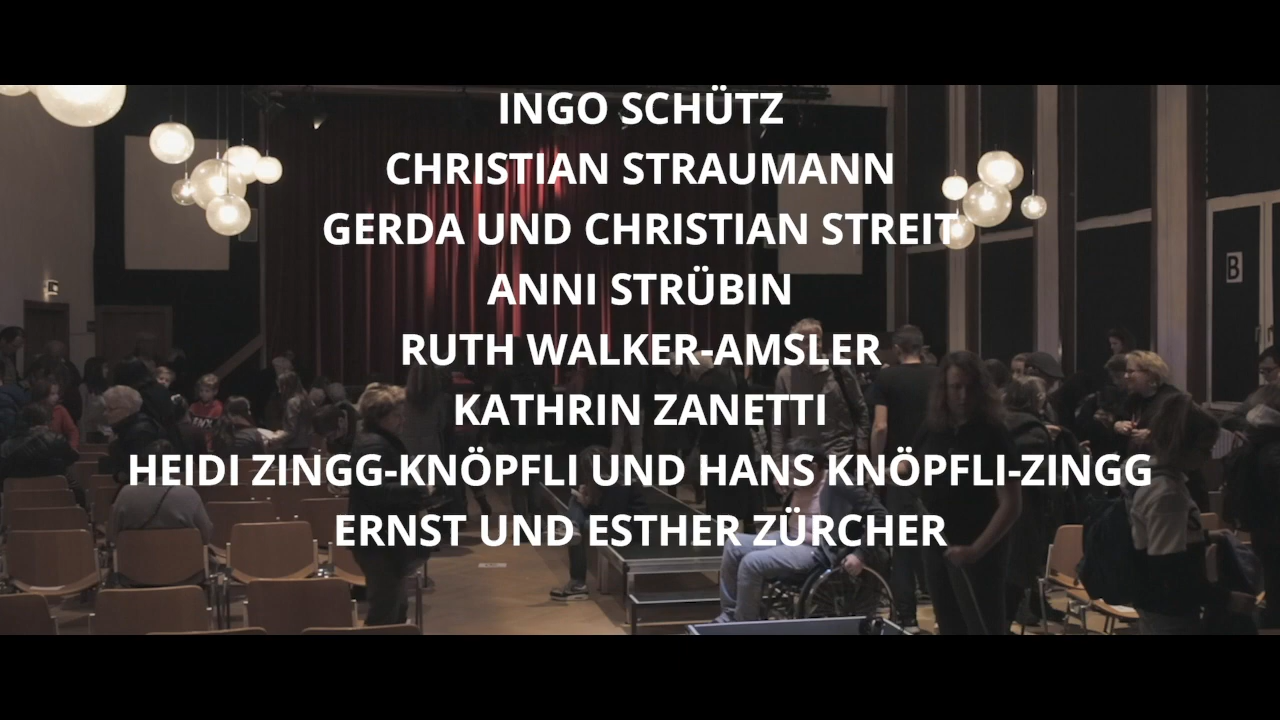 INGO SCHÜTZ
CHRISTIAN STRAUMANN
GERDA UND CHRISTIAN STREIT
ANNI STRÜBIN
RUTH WALKER-AMSLER
KATHRIN ZANETTI
HEIDI ZINGG-KNÖPFLI UND HANS KNÖPFLI-ZINGG
ERNST UND ESTHER ZÜRCHER
B